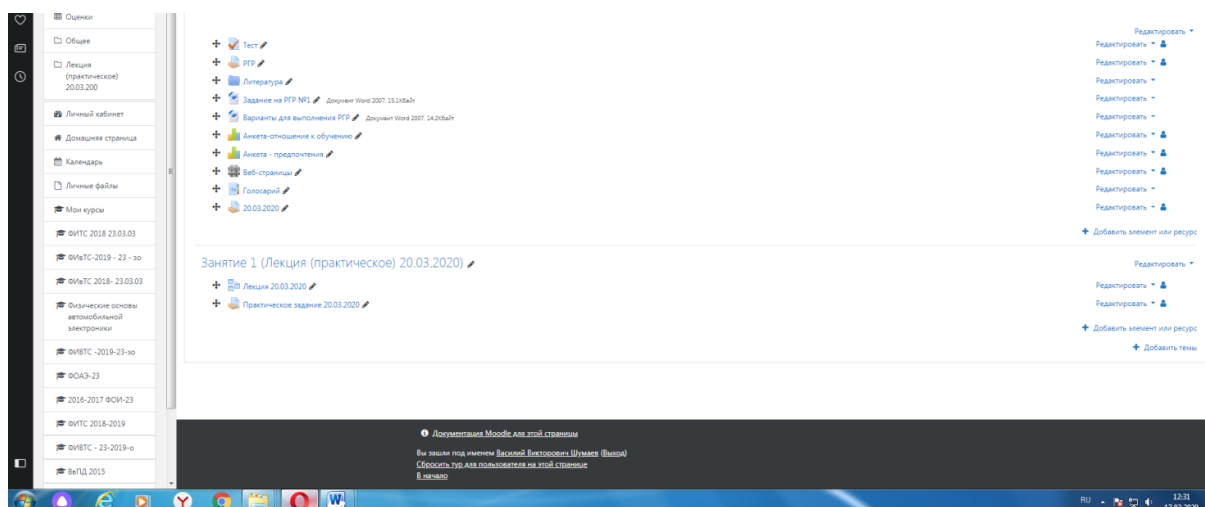 Оценки
Общее
Лекция
(практическое)
20.03.200
Личный кабинет
Домашняя страница
Календарь
Личные файлы
Мои курсы
ФИТС 2018 23.03.03
ФИвТС-2019 - 23 - зо
ФИвТС 2018- 23.03.03
Физические основы
автомобильной
электроники
ФИВТС -2019-23-зо
ФОАЭ-23
2016-2017 ФОИ-23
ФИТС 2018-2019
ФИВТС - 23-2019-о
ВвПД 2015
Редактировать
Тест Редактировать
РГР Редактировать
Литература Редактировать
Задание на РГР №1 Документ Word 2007, 15.1Кбайт Редактировать
Варианты для выполнения РГР Документ Word 2007, 14.2Кбайт Редактировать
Анкета-отношение к обучению Редактировать
Анкета - предпочтения Редактировать
Веб-страницы Редактировать
Голосарий Редактировать
20.03.2020 Редактировать
Добавить элемент или ресурс
Занятие 1 (Лекция (практическое) 20.03.2020) Редактировать
Лекция 20.03.2020 Редактировать
Практическое задание 20.03.2020 Редактировать
Добавить элемент или ресурс
Добавить темы
Документация Moodle для этой страницы
Вы зашли под именем Василий Викторович Шумаев (Выход)
Сбросить тур для пользователя на этой странице
В начало
RU 12:31
17.03.2020